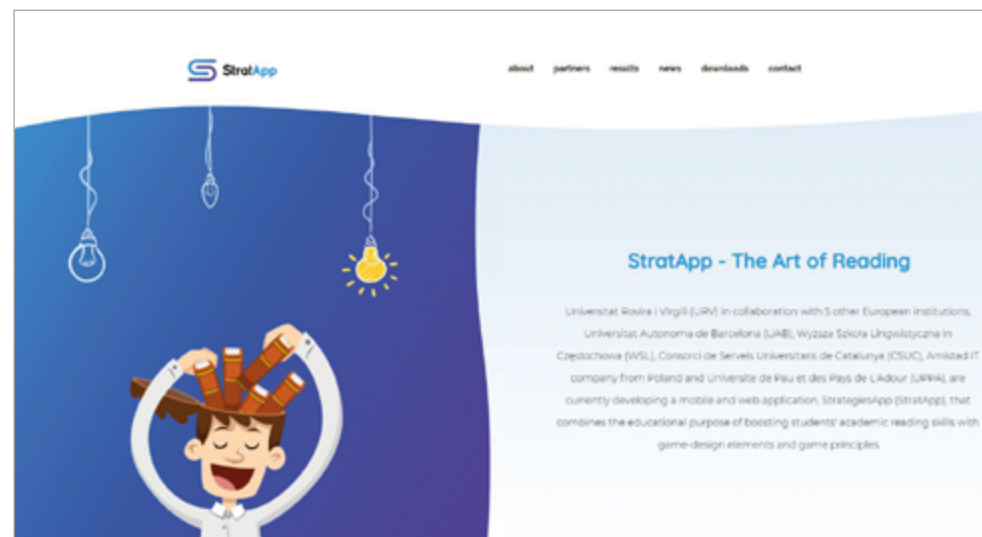 StratApp
about partners results news downloads contact
StratApp - The Art of Reading
Universitat Rovira i Virgili (URV) in collaboration with 5 other European institutions,
Universitat Autonoma de Barcelona (UAB), Wyzsza Szkoła Lingwistyczna in
Częstochowa (WSL), Consorci de Serveis Universitaris de Catalunya (CSUC), Amistad IT
company from Poland and Universite de Pau et des Pays de L'Adour (UPPA), are
currently developing a mobile and web application, StrategiesApp (StratApp), that
combines the educational purpose of boosting students' academic reading skills with
game-design elements and game principles.